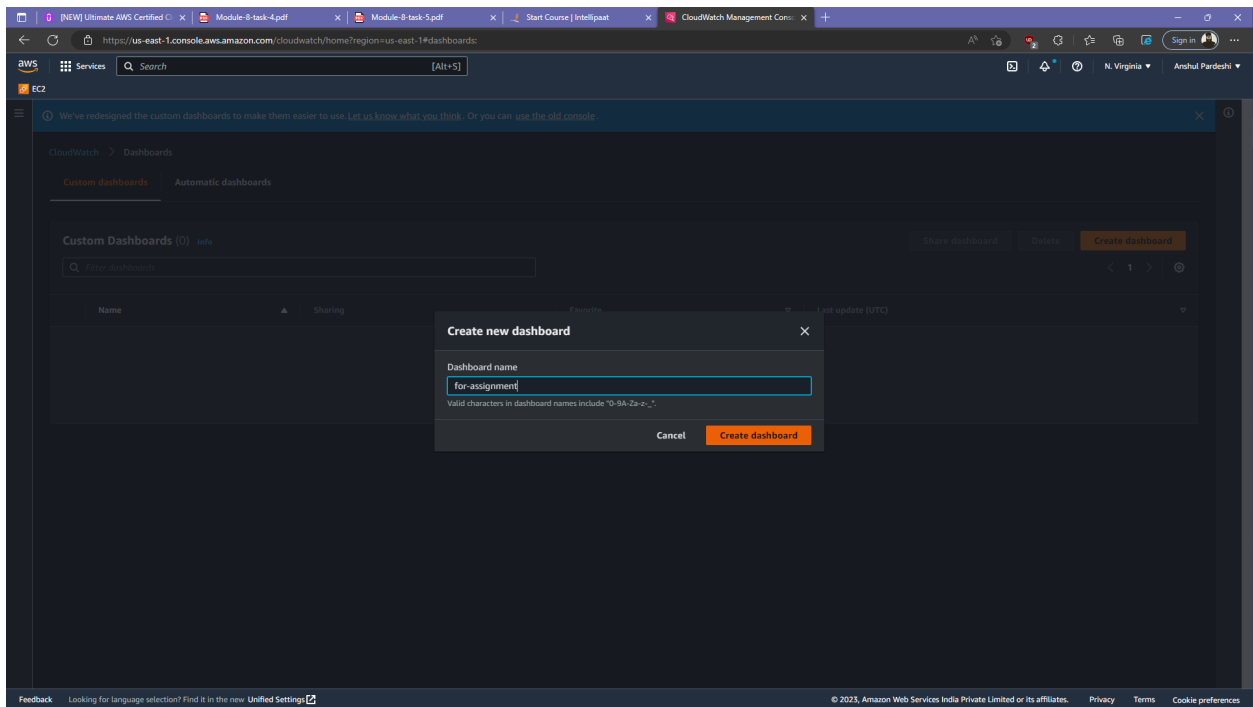 [NEW] Ultimate AWS Certified Cl
Module-8-task-4.pdf
Module-8-task-5.pdf
Start Course | Intellipaat
CloudWatch Management Conso
https://us-east-1.console.aws.amazon.com/cloudwatch/home?region=us-east-1#dashboards:
Sign in
aws Services Search [Alt+S] N. Virginia Anshul Pardeshi
EC2
We've redesigned the custom dashboards to make them easier to use. Let us know what you think. Or you can use the old console.
CloudWatch > Dashboards
Custom dashboards Automatic dashboards
Custom Dashboards (0) Info Share dashboard Delete Create dashboard
Filter dashboards < 1 >
Name Sharing Favorite Last update (UTC)
Create new dashboard
Dashboard name
for-assignment
Valid characters in dashboard names include "0-9A-Za-z-_".
Cancel Create dashboard
Feedback Looking for language selection? Find it in the new Unified Settings © 2023, Amazon Web Services India Private Limited or its affiliates. Privacy Terms Cookie preferences